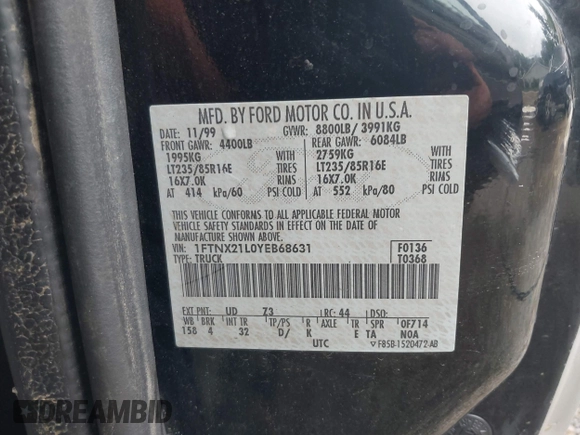 MFD. BY FORD MOTOR CO. IN U.S.A.
DATE: 11/99 GVWR: 8800LB/ 3991KG
FRONT GAWR: 4400LB REAR GAWR: 6084LB
1995KG WITH 2759KG WITH
LT235/85R16E TIRES LT235/85R16E TIRES
16X7.0K RIMS 16X7.0K RIMS
AT 414 kPa/60 PSI COLD AT 552 kPa/80 PSI COLD
THIS VEHICLE CONFORMS TO ALL APPLICABLE FEDERAL MOTOR
VEHICLE SAFETY STANDARDS IN EFFECT ON THE DATE OF
MANUFACTURE SHOWN ABOVE.
VIN: 1FTNX21L0YEB68631 F0136
TYPE: TRUCK T0368
EXT PNT: UD Z3 RC: 44 DSO:
WB BRK INT TR TP/PS R AXLE TR SPR 0F714
158 4 32 D/ K E TA NOA
UTC F85B-1520472-AB
DREAMBID